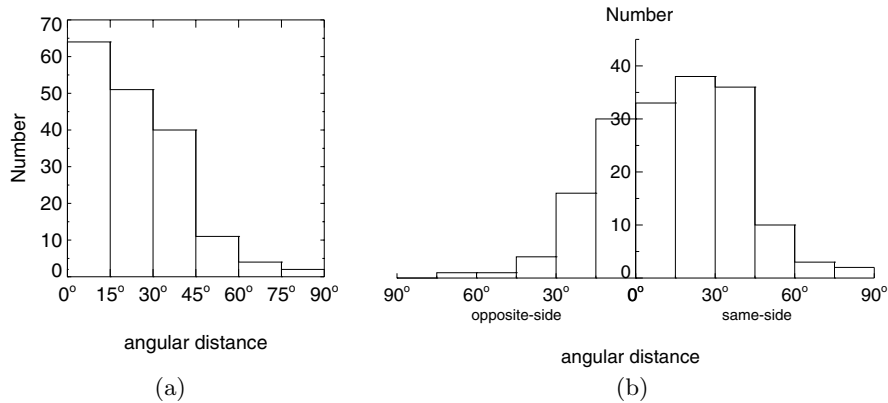 70
60
50
40
30
20
10
0
Number
0° 15° 30° 45° 60° 75° 90°
angular distance
(a)
Number
40
30
20
10
0
90° 60° 30° 0° 30° 60° 90°
opposite-side same-side
angular distance
(b)